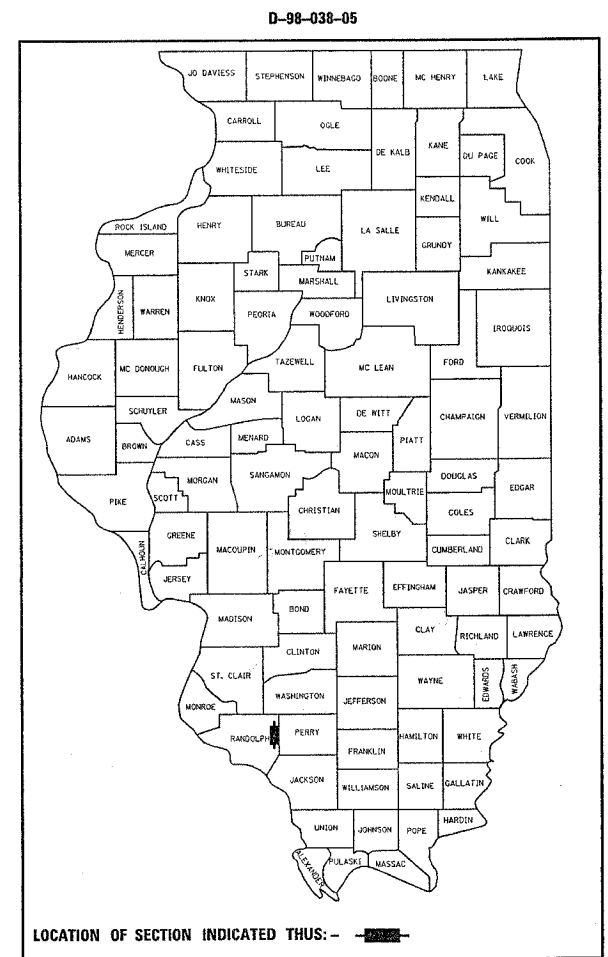 D-98-038-05
JO DAVIESS STEPHENSON WINNEBAGO BOONE MC HENRY LAKE
CARROLL OGLE
DE KALB KANE DU PAGE COOK
WHITESIDE LEE
KENDALL
ROCK ISLAND HENRY BUREAU LA SALLE WILL
MERCER PUTNAM GRUNDY
STARK MARSHALL KANKAKEE
HENDERSON WARREN KNOX PEORIA WOODFORD LIVINGSTON
IROQUOIS
HANCOCK MC DONOUGH FULTON TAZEWELL MC LEAN FORD
MASON
SCHUYLER LOGAN DE WITT CHAMPAIGN VERMILION
ADAMS BROWN CASS MENARD PIATT
MACON
SCOTT MORGAN SANGAMON DOUGLAS
PIKE CHRISTIAN MOULTRIE EDGAR
COLES
GREENE SHELBY
CALHOUN MACOUPIN MONTGOMERY CUMBERLAND CLARK
JERSEY FAYETTE EFFINGHAM JASPER CRAWFORD
MADISON BOND
CLAY RICHLAND LAWRENCE
CLINTON MARION
ST. CLAIR WAYNE EDWARDS WABASH
WASHINGTON JEFFERSON
MONROE
RANDOLPH PERRY HAMILTON WHITE
FRANKLIN
JACKSON WILLIAMSON SALINE GALLATIN
UNION JOHNSON POPE HARDIN
ALEXANDER PULASKI MASSAC
LOCATION OF SECTION INDICATED THUS: -